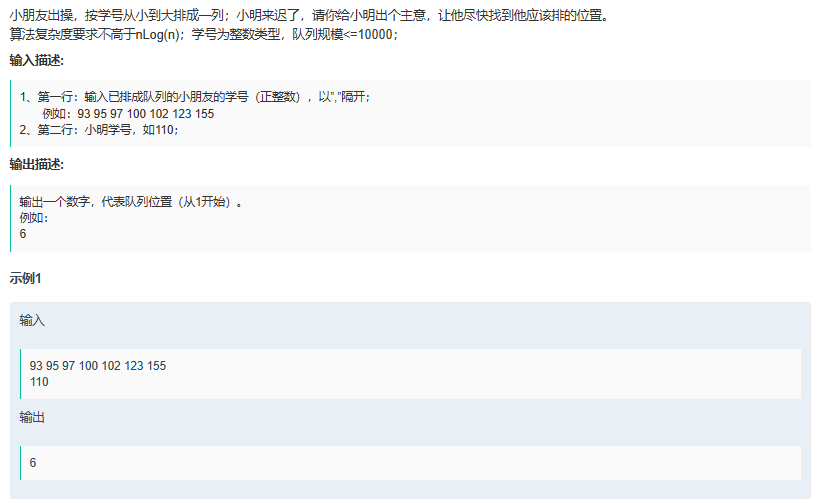 小朋友出操，按学号从小到大排成一列；小明来迟了，请你给小明出个主意，让他尽快找到他应该排的位置。
算法复杂度要求不高于nLog(n)；学号为整数类型，队列规模<=10000；
输入描述:
1、第一行：输入已排成队列的小朋友的学号（正整数），以","隔开；
例如：93 95 97 100 102 123 155
2、第二行：小明学号，如110；
输出描述:
输出一个数字，代表队列位置（从1开始）。
例如：
6
示例1
输入
93 95 97 100 102 123 155
110
输出
6